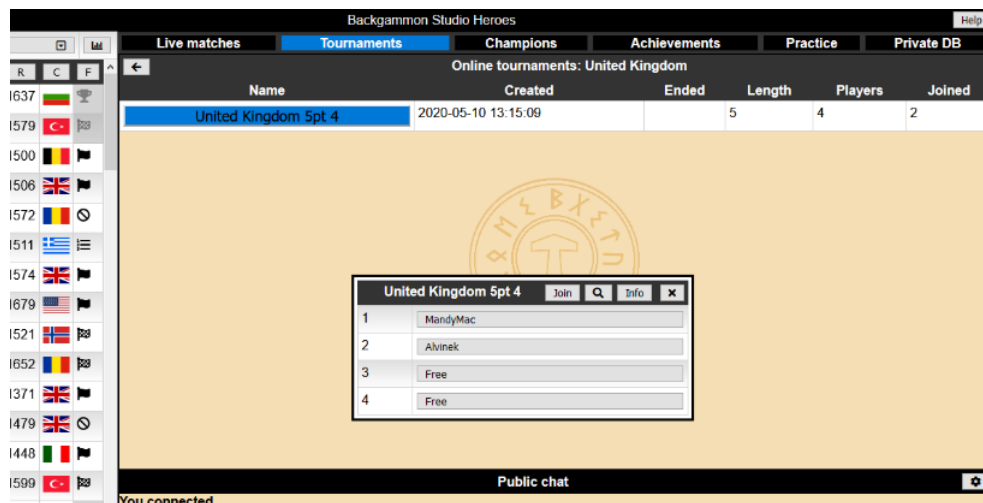 Backgammon Studio Heroes
Help
Live matches Tournaments Champions Achievements Practice Private DB
R C F
Online tournaments: United Kingdom
Name Created Ended Length Players Joined
United Kingdom 5pt 4 2020-05-10 13:15:09 5 4 2
1637
1579
1500
1506
1572
1511
1574
1679
1521
1652
1371
1479
1448
1599
United Kingdom 5pt 4 Join Info
1 MandyMac
2 Alvinek
3 Free
4 Free
Public chat
You connected